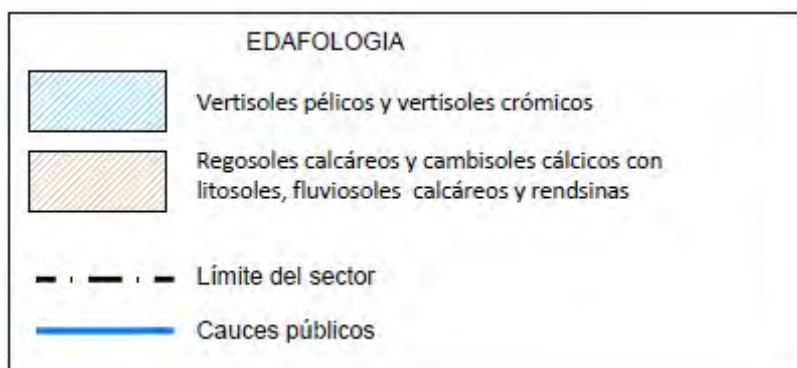 EDAFOLOGIA
Vertisoles pélicos y vertisoles crómicos
Regosoles calcáreos y cambisoles cálcicos con
litosoles, fluviosoles calcáreos y rendsinas
Límite del sector
Cauces públicos